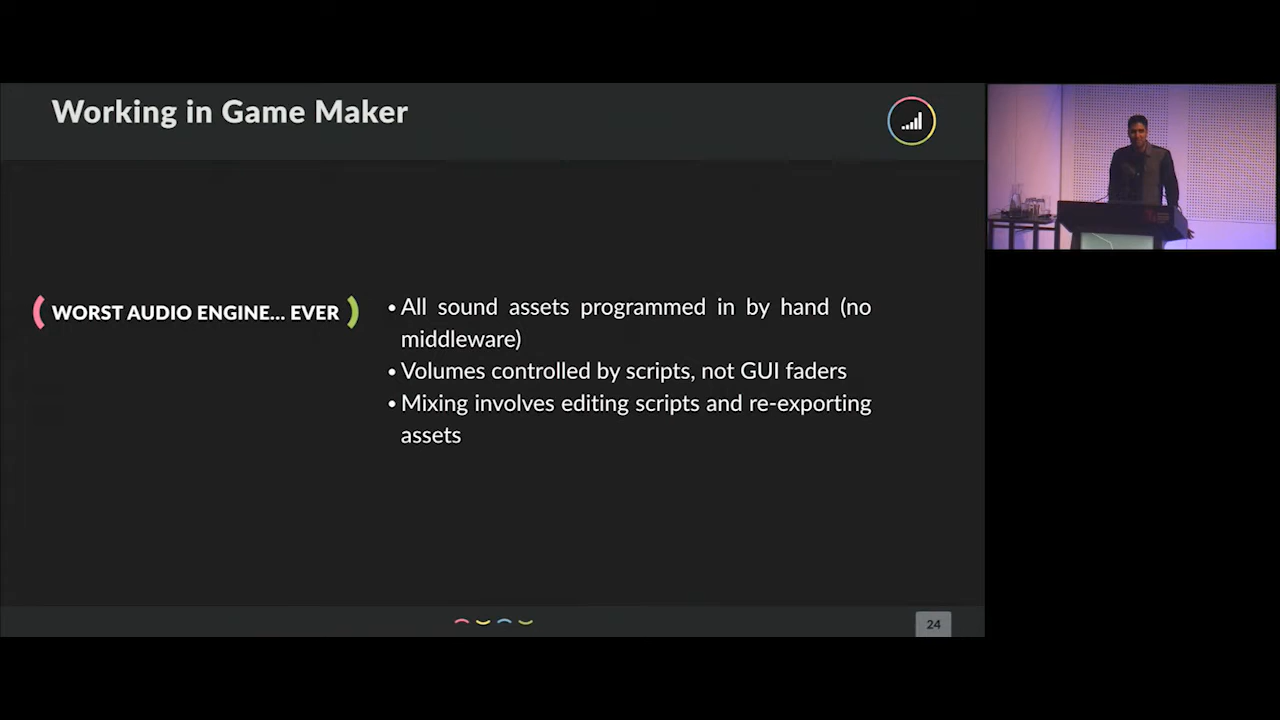 Working in Game Maker
WORST AUDIO ENGINE... EVER
• All sound assets programmed in by hand (no
middleware)
• Volumes controlled by scripts, not GUI faders
• Mixing involves editing scripts and re-exporting
assets
24